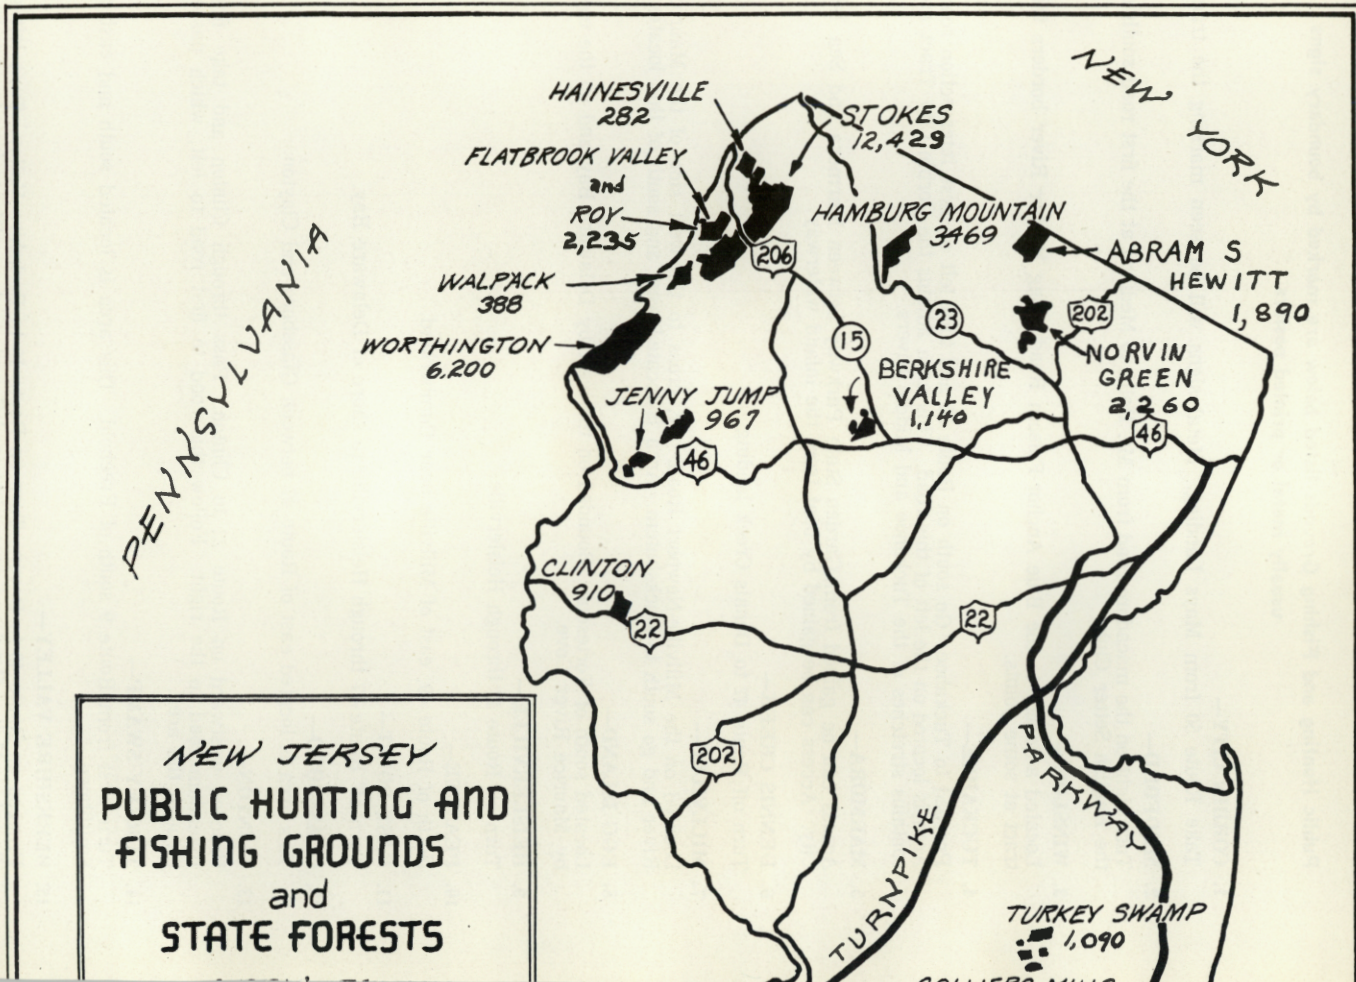 NEW YORK
PENNSYLVANIA
HAINESVILLE
282
STOKES
12,429
FLATBROOK VALLEY
and
ROY
2,235
HAMBURG MOUNTAIN
3469
ABRAM S
HEWITT
1,890
WALPACK
388
206
202
23
15
WORTHINGTON
6,200
NORVIN
GREEN
2,260
BERKSHIRE
VALLEY
1,140
JENNY JUMP
967
46
46
CLINTON
910
22
22
202
PARKWAY
TURNPIKE
TURKEY SWAMP
1,090
NEW JERSEY
PUBLIC HUNTING AND
FISHING GROUNDS
and
STATE FORESTS